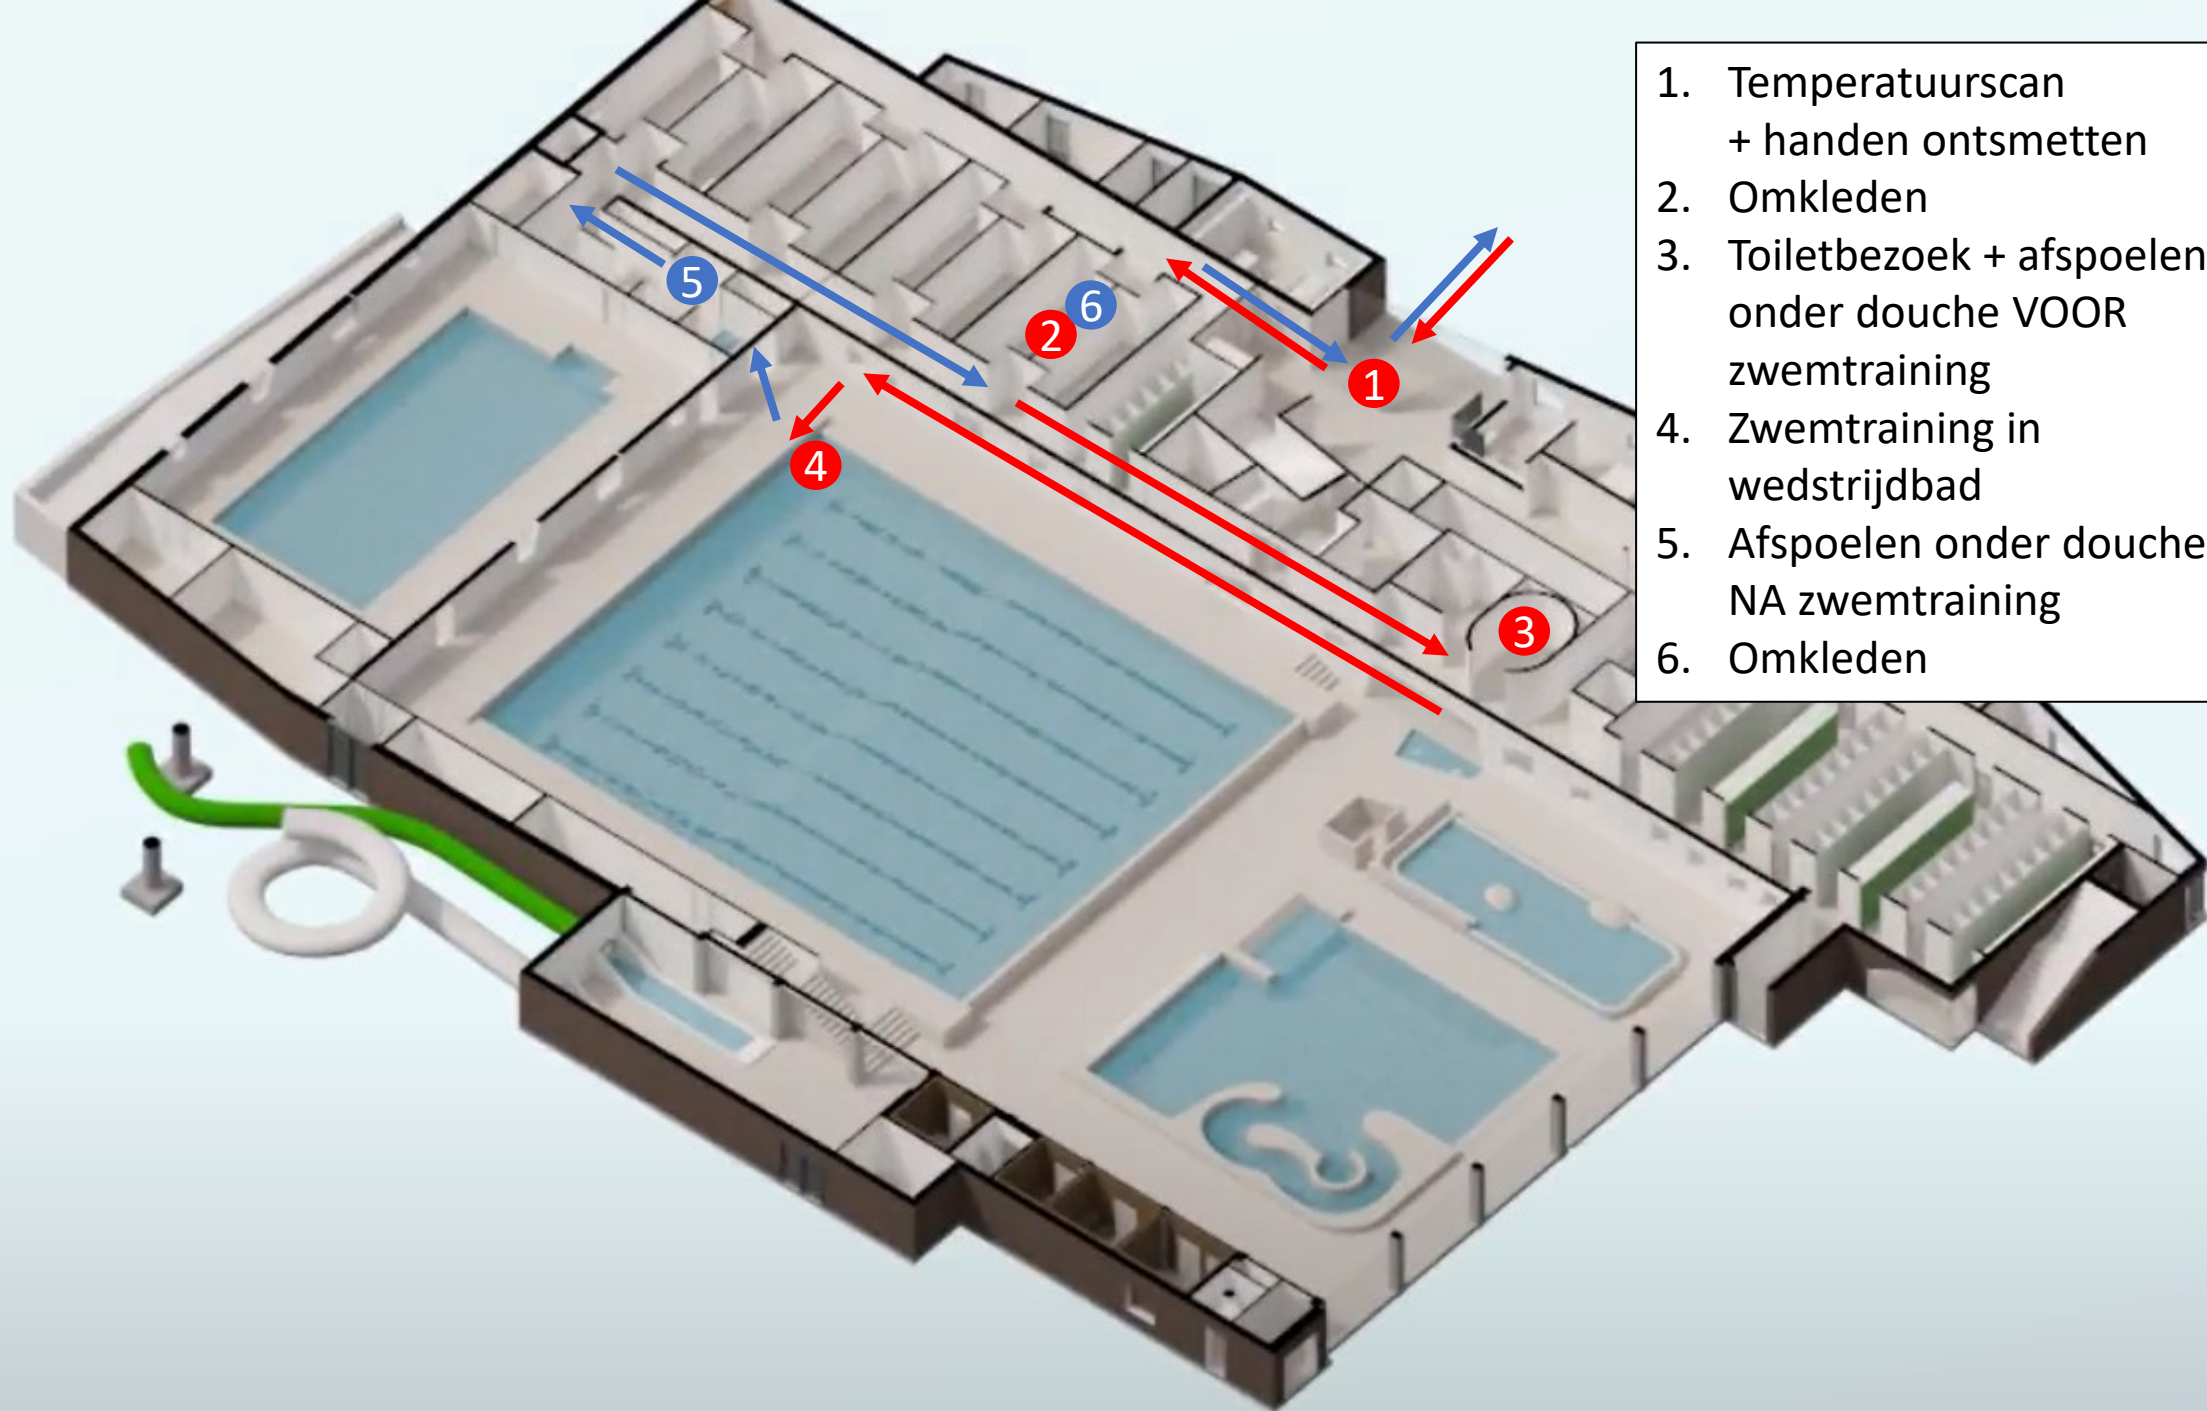 1. Temperatuurscan
+ handen ontsmetten
2. Omkleden
3. Toiletbezoek + afspoelen
onder douche VOOR
zwemtraining
4. Zwemtraining in
wedstrijdbad
5. Afspoelen onder douche
NA zwemtraining
6. Omkleden
5
6
2
1
4
3